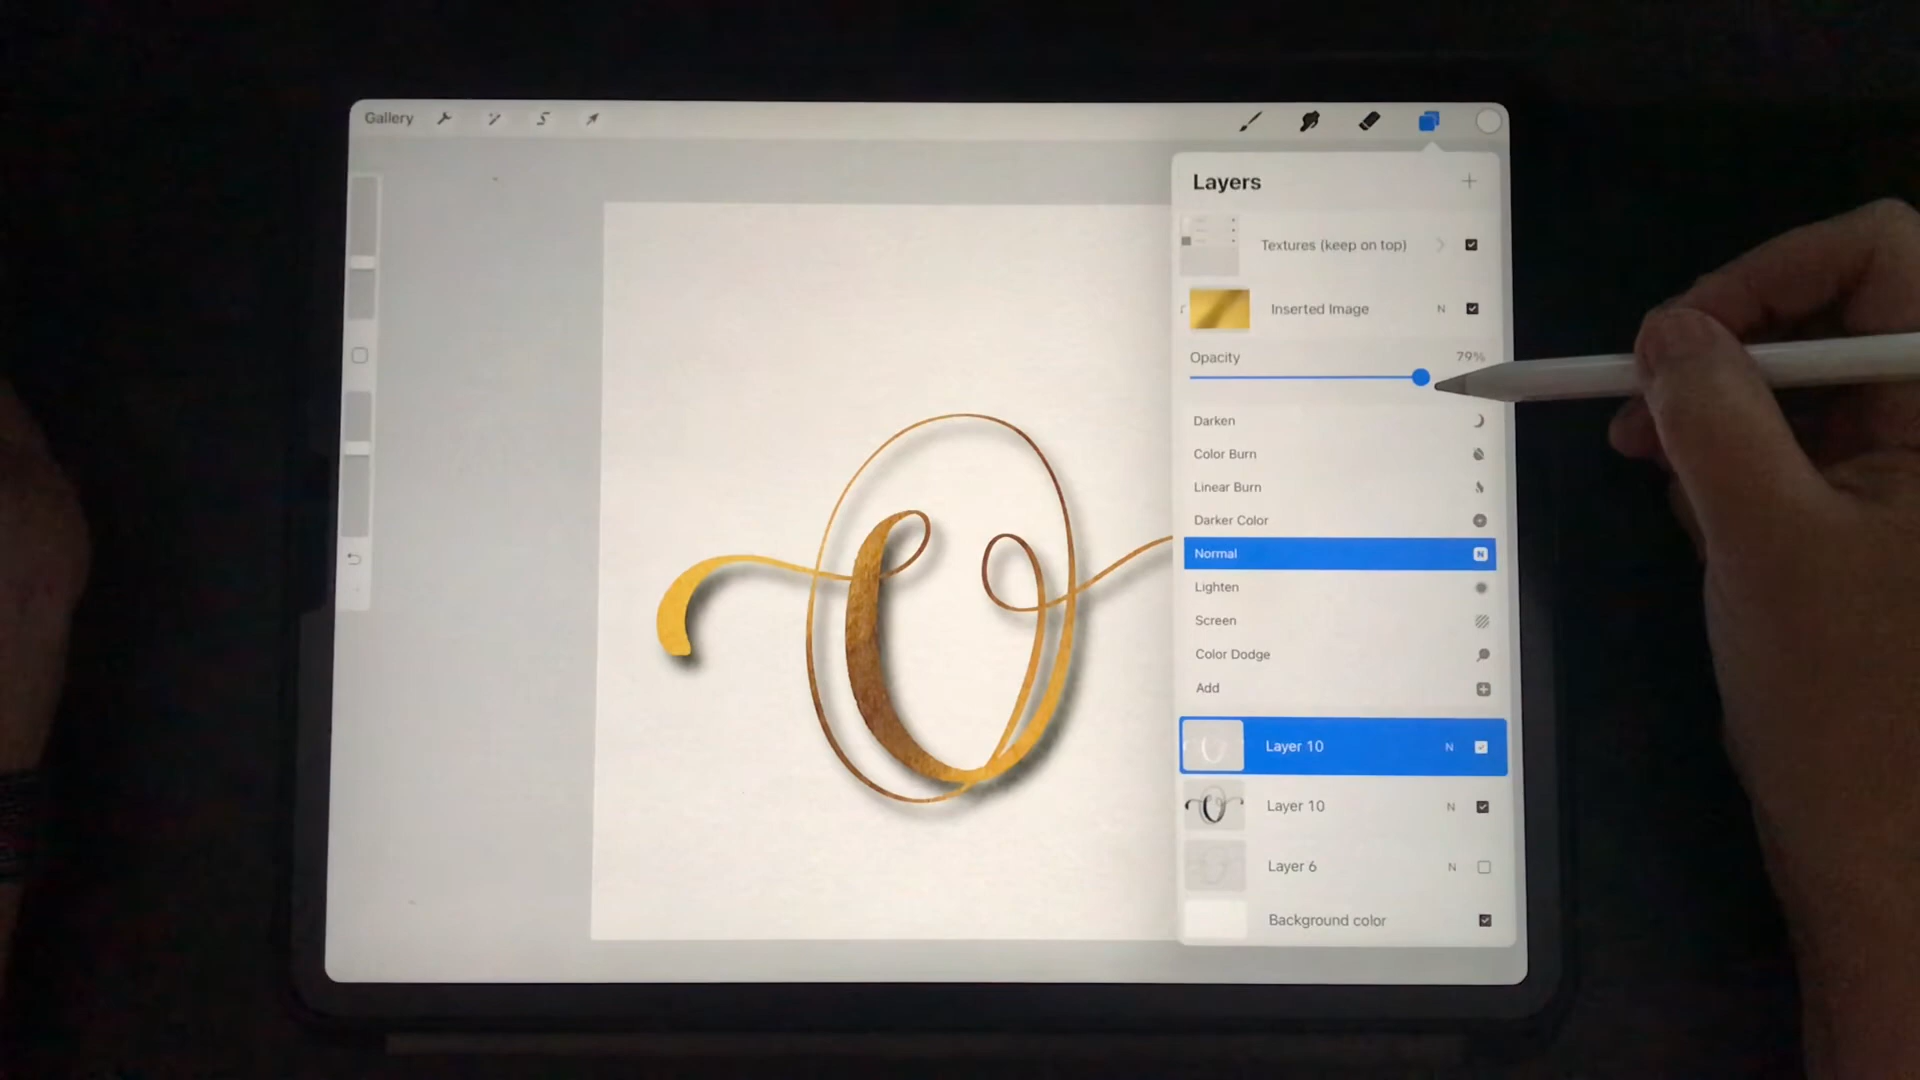 Gallery
Layers
Textures (keep on top)
Inserted Image N
Opacity 79%
Darken
Color Burn
Linear Burn
Darker Color
Normal N
Lighten
Screen
Color Dodge
Add
Layer 10 N
Layer 10 N
Layer 6 N
Background color